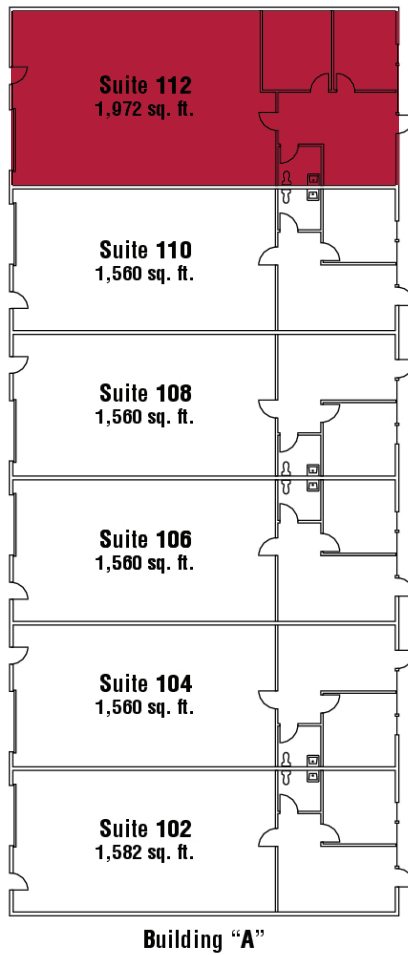 Suite 112
1,972 sq. ft.
Suite 110
1,560 sq. ft.
Suite 108
1,560 sq. ft.
Suite 106
1,560 sq. ft.
Suite 104
1,560 sq. ft.
Suite 102
1,582 sq. ft.
Building “A”